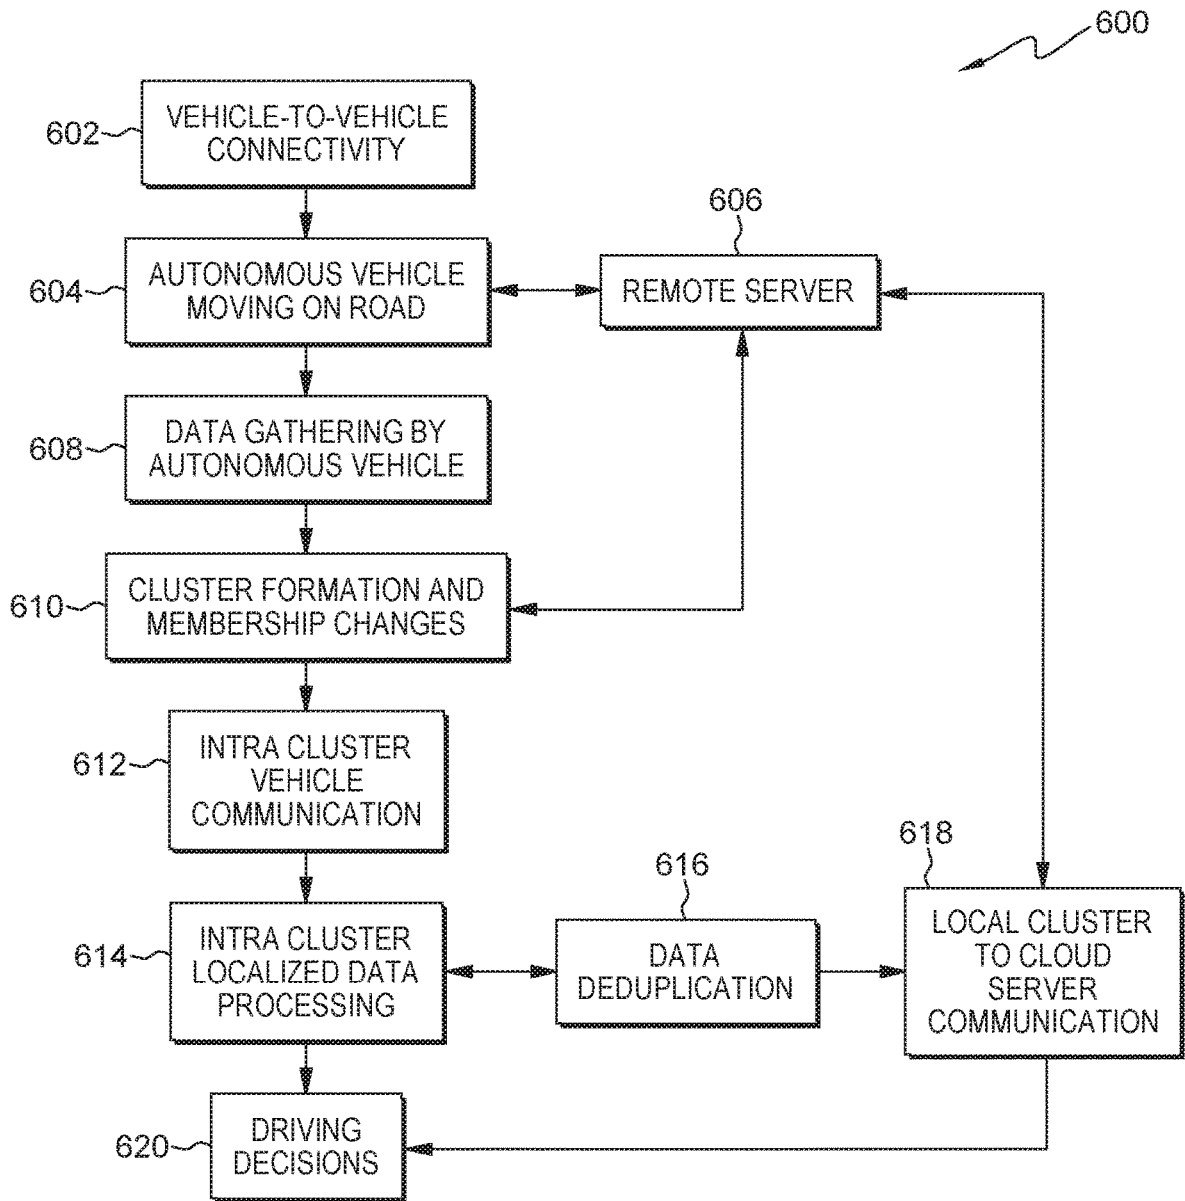 600
602
VEHICLE-TO-VEHICLE
CONNECTIVITY
606
604
AUTONOMOUS VEHICLE
MOVING ON ROAD
REMOTE SERVER
608
DATA GATHERING BY
AUTONOMOUS VEHICLE
610
CLUSTER FORMATION AND
MEMBERSHIP CHANGES
612
INTRA CLUSTER
VEHICLE
COMMUNICATION
614
INTRA CLUSTER
LOCALIZED DATA
PROCESSING
616
DATA
DEDUPLICATION
618
LOCAL CLUSTER
TO CLOUD
SERVER
COMMUNICATION
620
DRIVING
DECISIONS